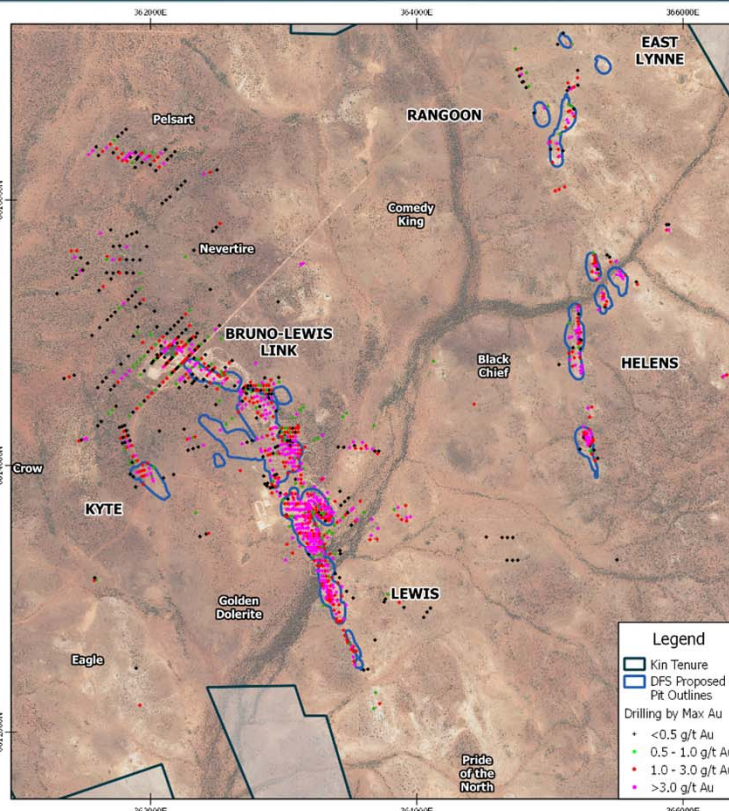 362000E
364000E
366000E
EAST
LYNNE
RANGOON
Pelsart
Comedy
King
Nevertire
BRUNO-LEWIS
LINK
Black
Chief
HELENS
Crow
KYTE
LEWIS
Golden
Dolerite
Eagle
Pride
of the
North
Legend
Kin Tenure
DFS Proposed
Pit Outlines
Drilling by Max Au
<0.5 g/t Au
0.5 - 1.0 g/t Au
1.0 - 3.0 g/t Au
>3.0 g/t Au